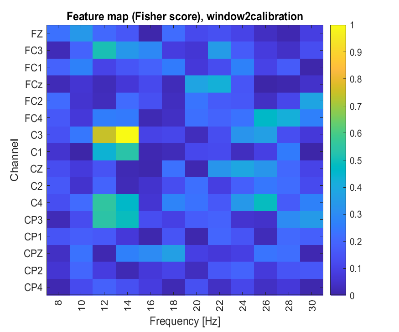 Feature map (Fisher score), window2calibration
Channel
FZ
FC3
FC1
FCz
FC2
FC4
C3
C1
CZ
C2
C4
CP3
CP1
CPZ
CP2
CP4
8 10 12 14 16 18 20 22 24 26 28 30
Frequency [Hz]
1
0.9
0.8
0.7
0.6
0.5
0.4
0.3
0.2
0.1
0